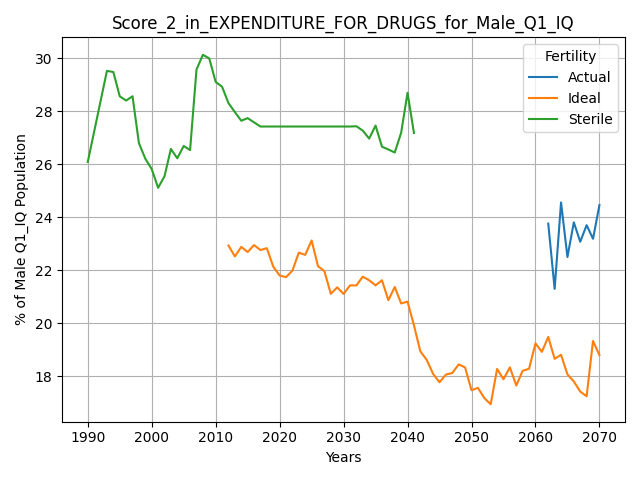 Score_2_in_EXPENDITURE_FOR_DRUGS_for_Male_Q1_IQ
Fertility
Actual
Ideal
Sterile
% of Male Q1_IQ Population
30
28
26
24
22
20
18
1990 2000 2010 2020 2030 2040 2050 2060 2070
Years